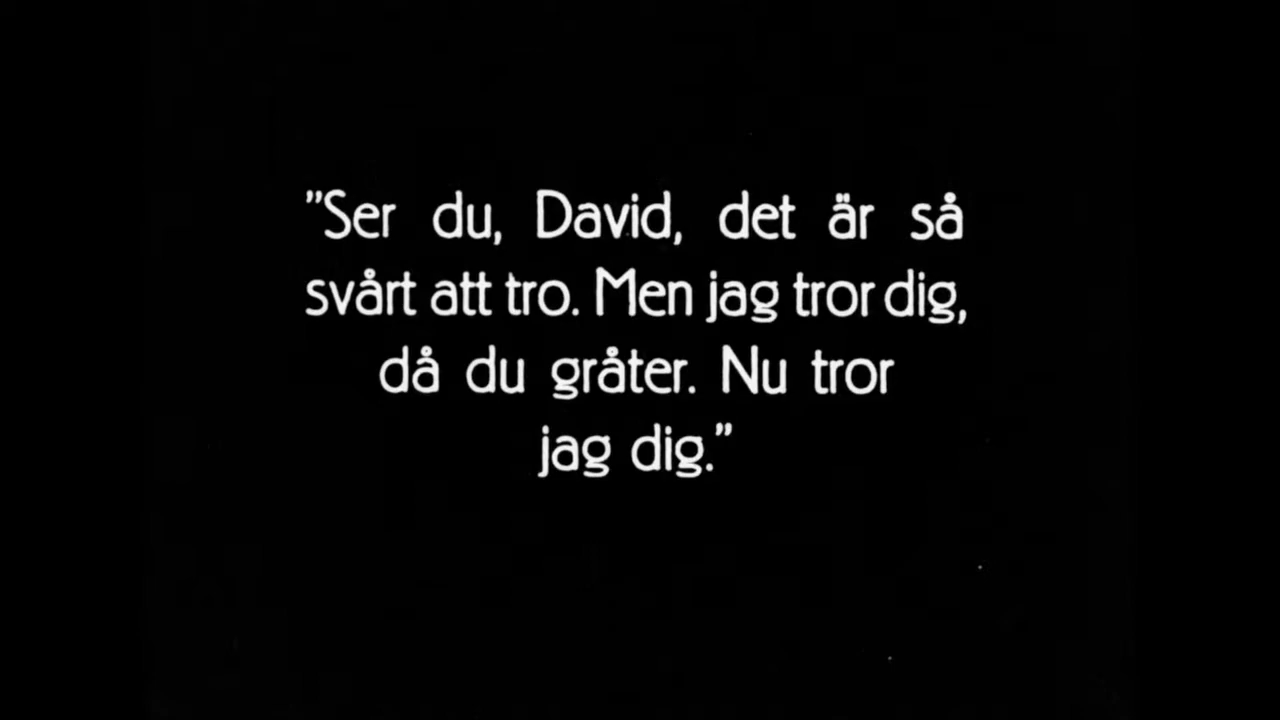 ”Ser du, David, det är så
svårt att tro. Men jag tror dig,
då du gråter. Nu tror
jag dig.”